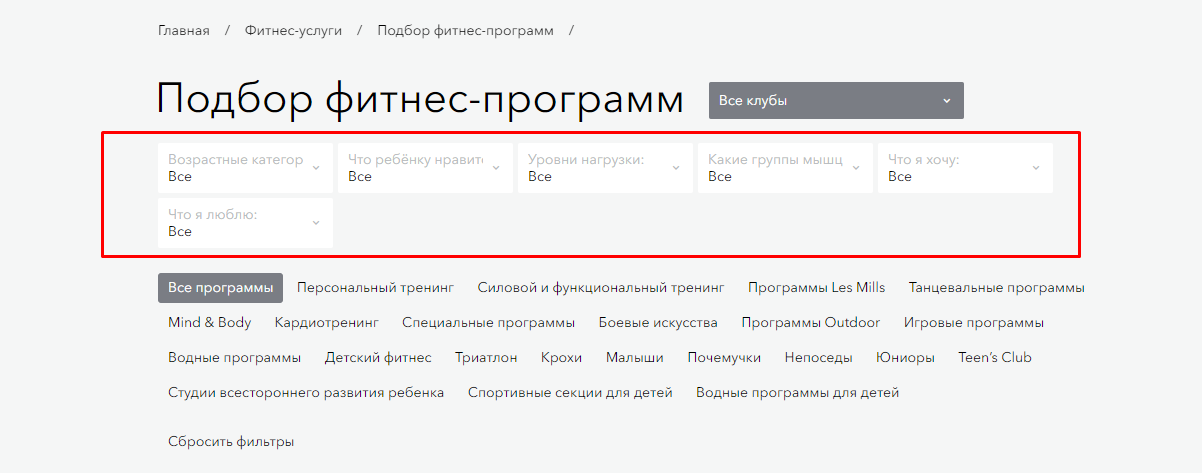 Главная / Фитнес-услуги / Подбор фитнес-программ /
Подбор фитнес-программ Все клубы
Возрастные категор Что ребёнку нравит Уровни нагрузки: Какие группы мышц Что я хочу:
Все Все Все Все Все
Что я люблю:
Все
Все программы Персональный тренинг Силовой и функциональный тренинг Программы Les Mills Танцевальные программы
Mind & Body Кардиотренинг Специальные программы Боевые искусства Программы Outdoor Игровые программы
Водные программы Детский фитнес Триатлон Крохи Малыши Почемучки Непоседы Юниоры Teen’s Club
Студии всестороннего развития ребенка Спортивные секции для детей Водные программы для детей
Сбросить фильтры